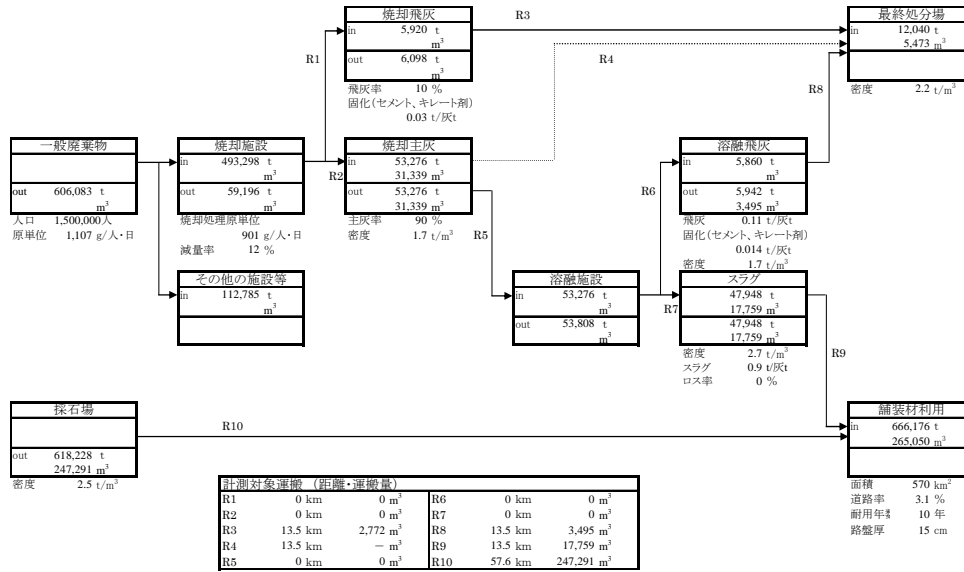 焼却飛灰
in 5,920 t
m³
out 6,098 t
m³
飛灰率 10 %
固化(セメント、キレート剤)
0.03 t/灰t
R1
R3
R4
最終処分場
in 12,040 t
5,473 m³
密度 2.2 t/m³
R8
一般廃棄物
out 606,083 t
m³
人口 1,500,000人
原単位 1,107 g/人・日
焼却施設
in 493,298 t
m³
out 59,196 t
m³
焼却処理原単位
901 g/人・日
減量率 12 %
R2
焼却主灰
in 53,276 t
31,339 m³
out 53,276 t
31,339 m³
主灰率 90 %
密度 1.7 t/m³
R5
R6
溶融飛灰
in 5,860 t
m³
out 5,942 t
3,495 m³
飛灰 0.11 t/灰t
固化(セメント、キレート剤)
0.014 t/灰t
密度 1.7 t/m³
その他の施設等
in 112,785 t
m³
溶融施設
in 53,276 t
m³
out 53,808 t
m³
R7
スラグ
47,948 t
17,759 m³
47,948 t
17,759 m³
密度 2.7 t/m³
スラグ 0.9 t/灰t
ロス率 0 %
R9
採石場
out 618,228 t
247,291 m³
密度 2.5 t/m³
R10
舗装材利用
in 666,176 t
265,050 m³
面積 570 km²
道路率 3.1 %
耐用年数 10 年
路盤厚 15 cm
計測対象運搬 (距離・運搬量)
R1 0 km 0 m³ R6 0 km 0 m³
R2 0 km 0 m³ R7 0 km 0 m³
R3 13.5 km 2,772 m³ R8 13.5 km 3,495 m³
R4 13.5 km － m³ R9 13.5 km 17,759 m³
R5 0 km 0 m³ R10 57.6 km 247,291 m³